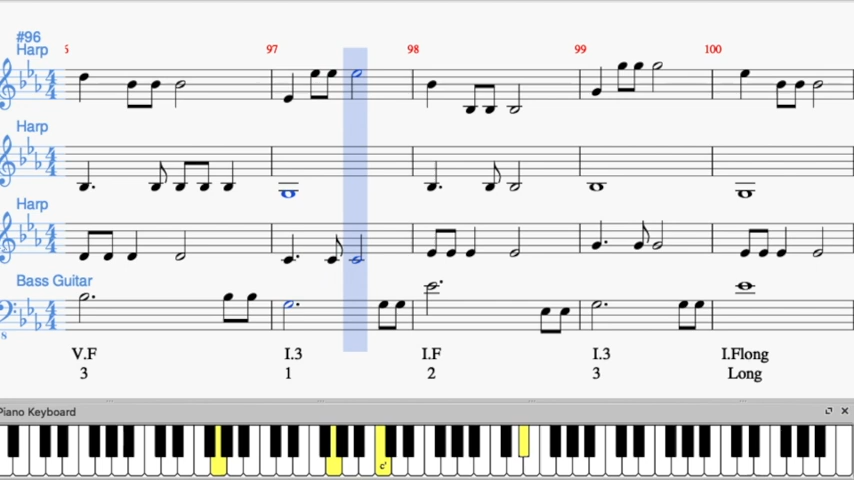 #96
Harp
97
98
99
100
Harp
Harp
Bass Guitar
8
V.F
I.3
I.F
I.3
I.Flong
3
1
2
3
Long
Piano Keyboard
c'